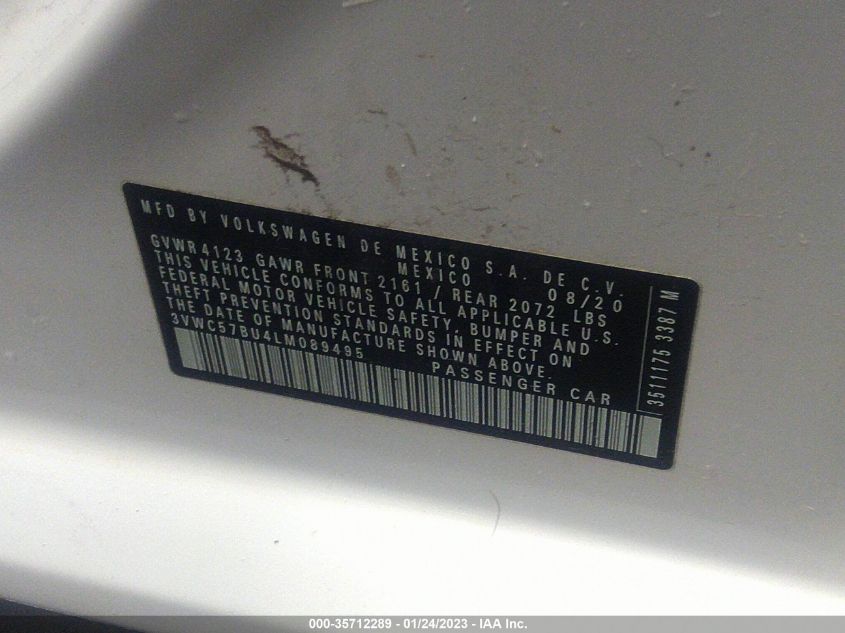 MFD BY VOLKSWAGEN DE MEXICO S.A. DE C.V.
MEXICO 08/20
GVWR 4123 GAWR FRONT 2161 / REAR 2072 LBS
THIS VEHICLE CONFORMS TO ALL APPLICABLE U.S.
FEDERAL MOTOR VEHICLE SAFETY, BUMPER AND
THEFT PREVENTION STANDARDS IN EFFECT ON
THE DATE OF MANUFACTURE SHOWN ABOVE.
3VWC57BU4LM089495 PASSENGER CAR
3511175 3387 M
000-35712289 - 01/24/2023 - IAA Inc.